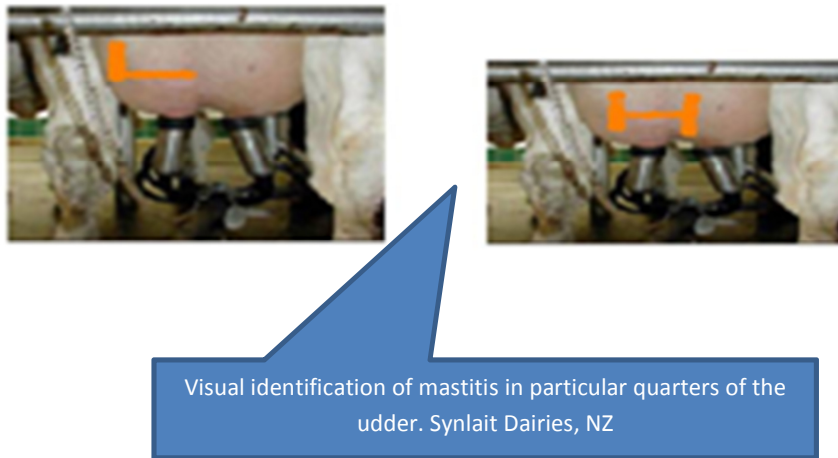 Visual identification of mastitis in particular quarters of the
udder. Synlait Dairies, NZ